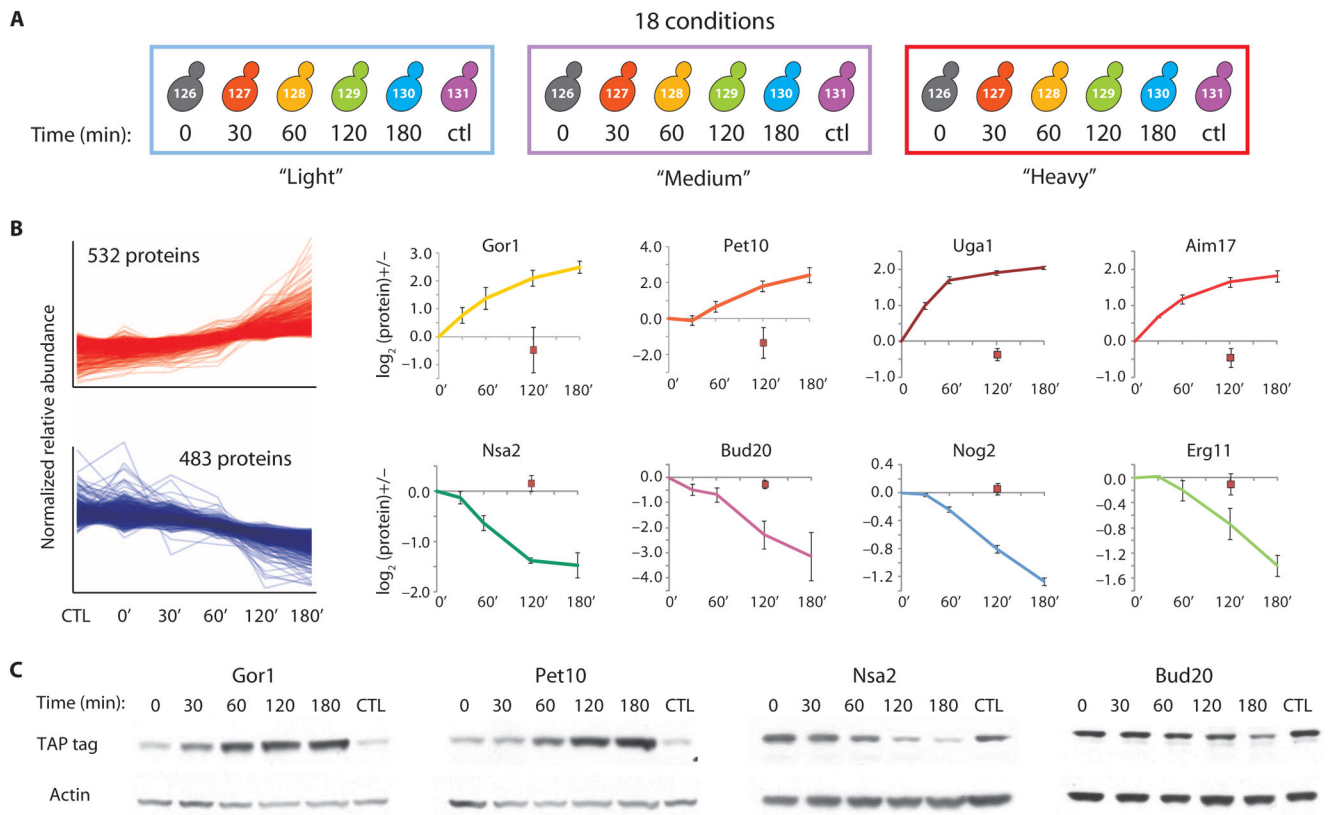 A
18 conditions
126 127 128 129 130 131 126 127 128 129 130 131 126 127 128 129 130 131
Time (min): 0 30 60 120 180 ctl 0 30 60 120 180 ctl 0 30 60 120 180 ctl
“Light” “Medium” “Heavy”
B
Normalized relative abundance
532 proteins
483 proteins
CTL 0′ 30′ 60′ 120′ 180′
log2 (protein)+/−
Gor1
3.0
2.0
1.0
0.0
−1.0
0′ 60′ 120′ 180′
Pet10
4.0
2.0
0.0
−2.0
0′ 60′ 120′ 180′
Uga1
2.0
1.0
0.0
−1.0
0′ 60′ 120′ 180′
Aim17
2.0
1.0
0.0
−1.0
0′ 60′ 120′ 180′
log2 (protein)+/−
Nsa2
0.0
−1.0
−2.0
0′ 60′ 120′ 180′
Bud20
0.0
−1.0
−2.0
−3.0
−4.0
0′ 60′ 120′ 180′
Nog2
0.4
0.0
−0.4
−0.8
−1.2
0′ 60′ 120′ 180′
Erg11
0.0
−0.4
−0.8
−1.2
−1.6
0′ 60′ 120′ 180′
C
Gor1 Pet10 Nsa2 Bud20
Time (min): 0 30 60 120 180 CTL 0 30 60 120 180 CTL 0 30 60 120 180 CTL 0 30 60 120 180 CTL
TAP tag
Actin